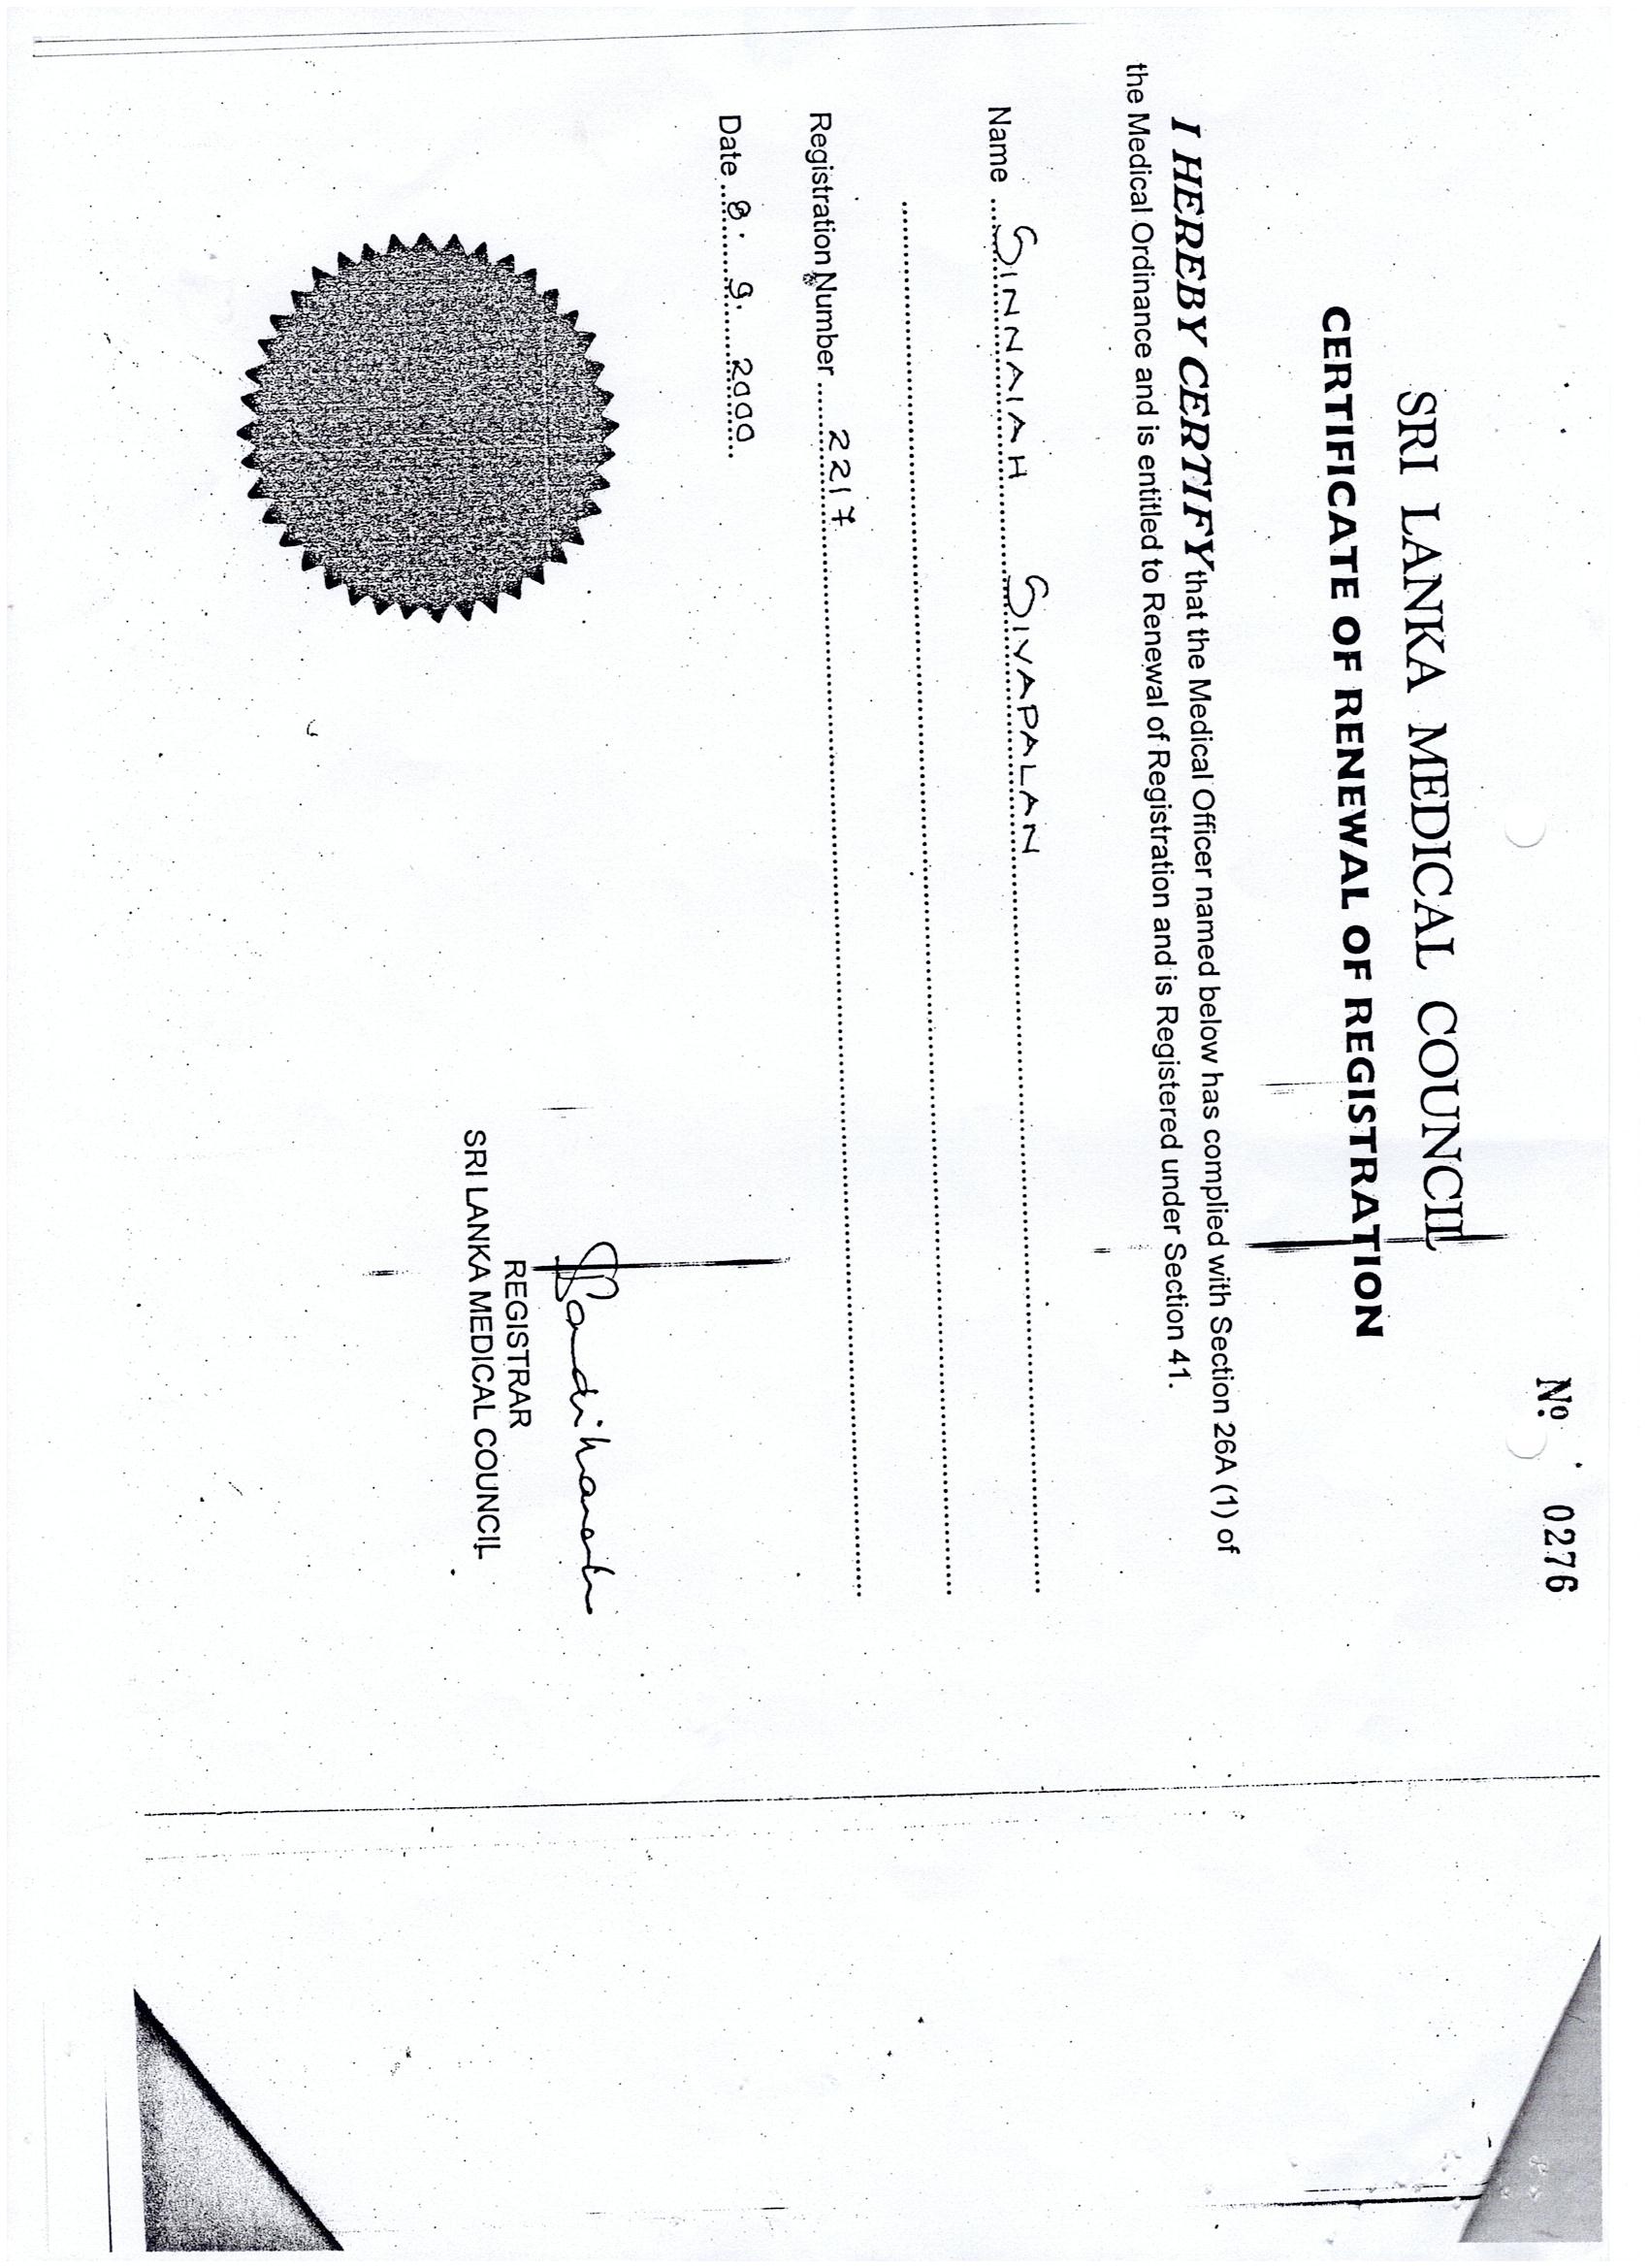 Nº 0276
SRI LANKA MEDICAL COUNCIL
CERTIFICATE OF RENEWAL OF REGISTRATION
I HEREBY CERTIFY that the Medical Officer named below has complied with Section 26A (1) of
the Medical Ordinance and is entitled to Renewal of Registration and is Registered under Section 41.
Name SINNAIAH SIVAPALAN
Registration Number 2217
Date 8. 9. 2000
REGISTRAR
SRI LANKA MEDICAL COUNCIL